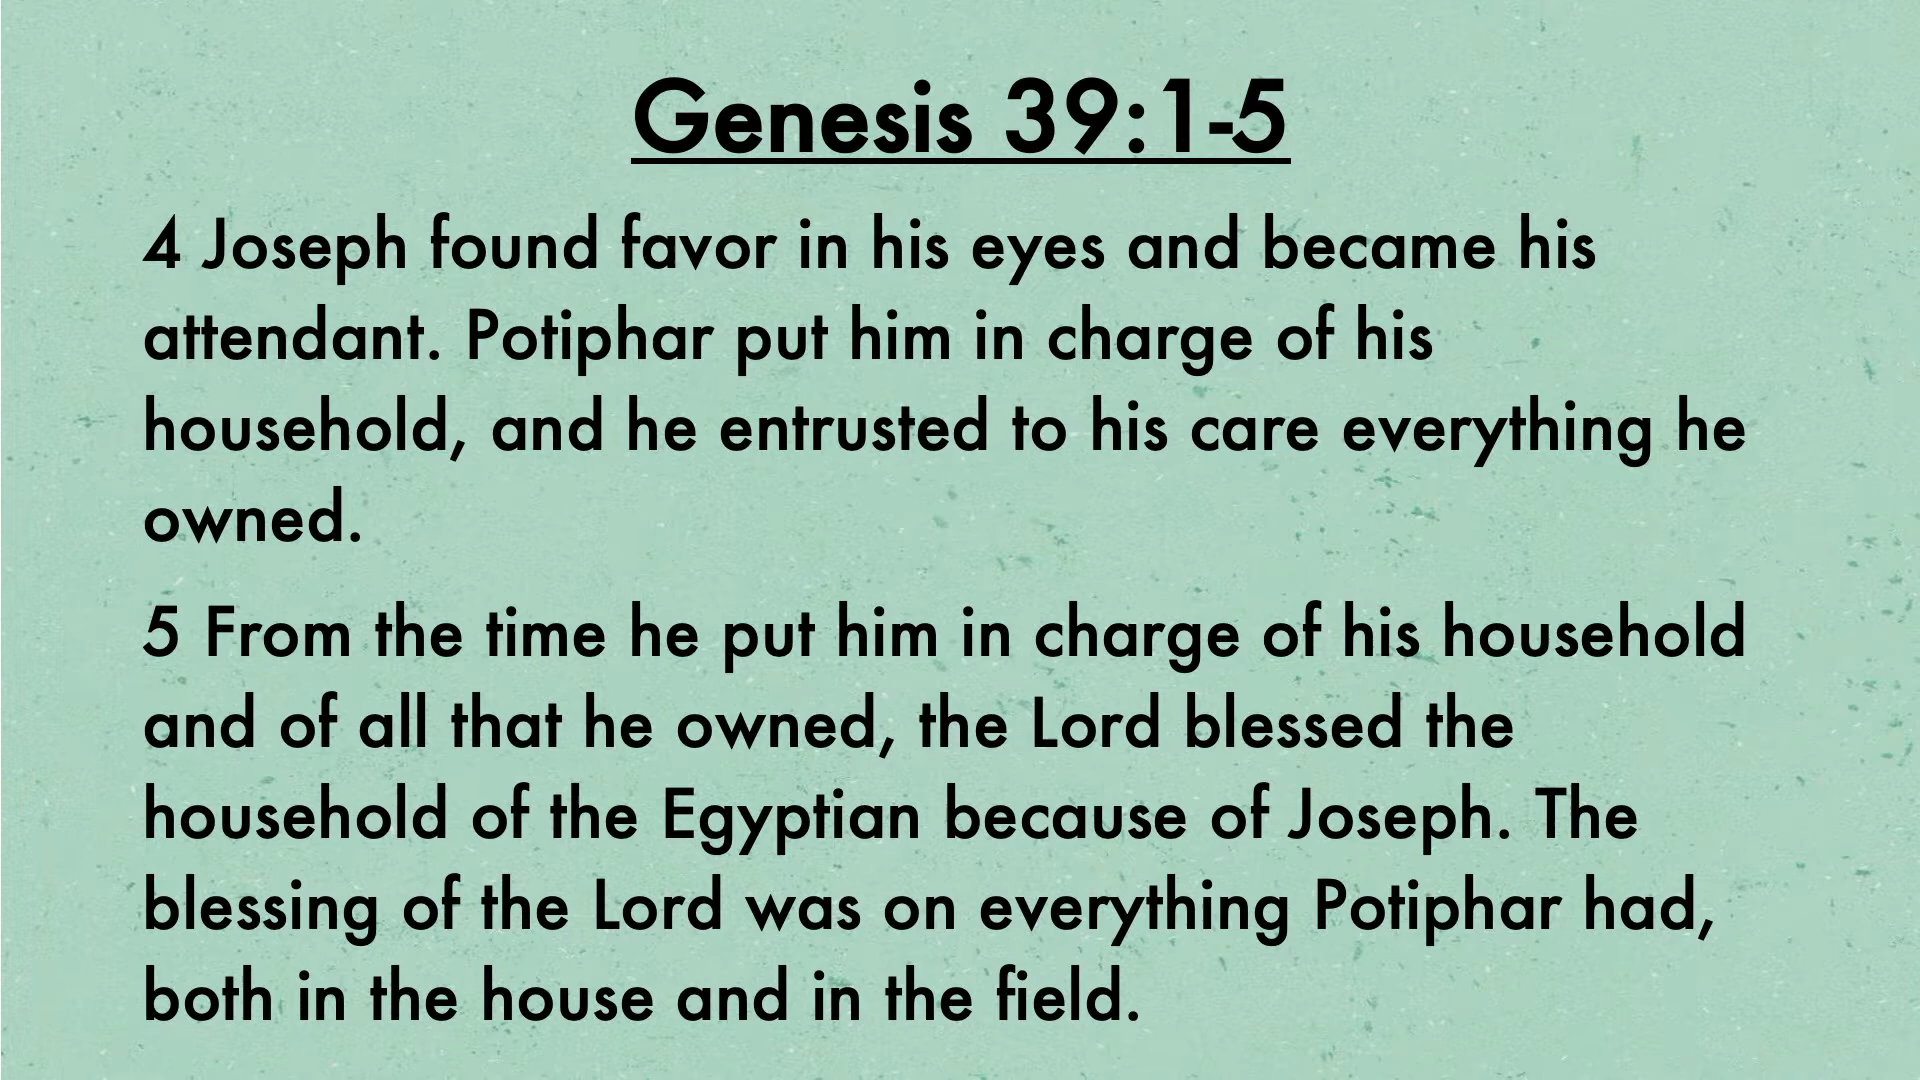 Genesis 39:1-5
4 Joseph found favor in his eyes and became his
attendant. Potiphar put him in charge of his
household, and he entrusted to his care everything he
owned.
5 From the time he put him in charge of his household
and of all that he owned, the Lord blessed the
household of the Egyptian because of Joseph. The
blessing of the Lord was on everything Potiphar had,
both in the house and in the field.